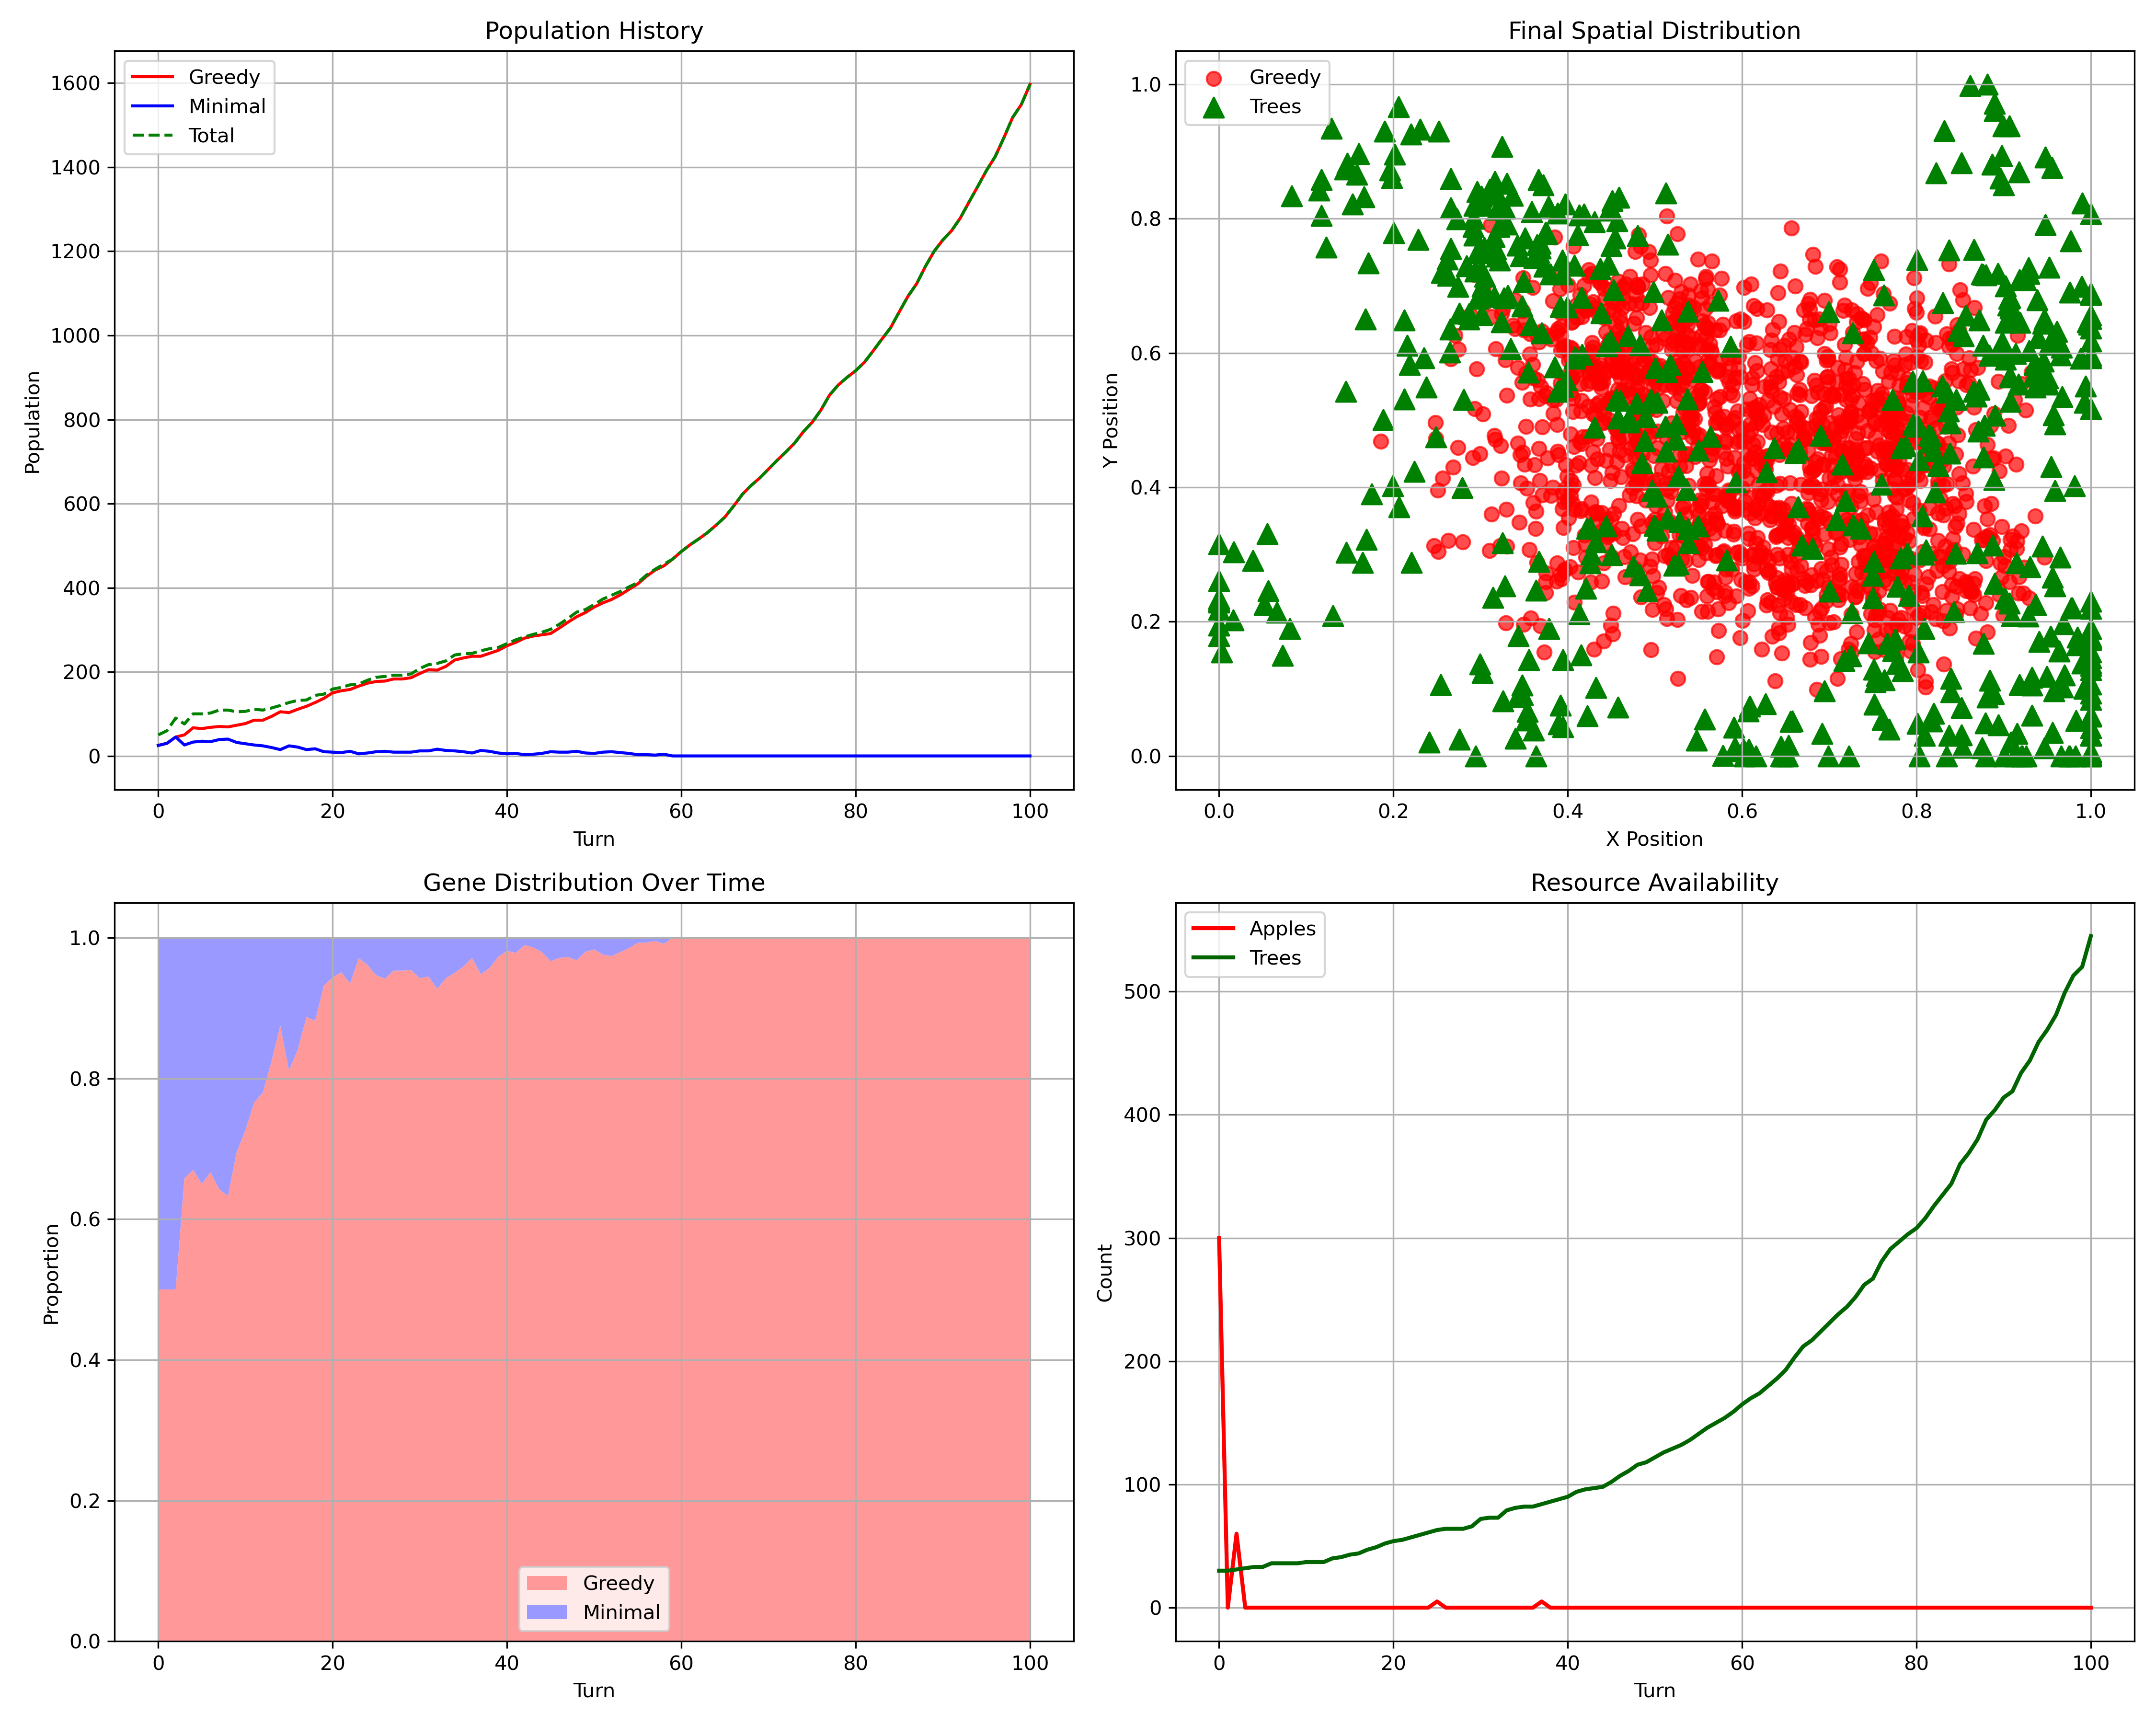 Population History
Greedy
Minimal
Total
1600
1400
1200
1000
800
600
400
200
0
Population
0 20 40 60 80 100
Turn
Final Spatial Distribution
Greedy
Trees
1.0
0.8
0.6
0.4
0.2
0.0
Y Position
0.0 0.2 0.4 0.6 0.8 1.0
X Position
Gene Distribution Over Time
1.0
0.8
0.6
0.4
0.2
0.0
Proportion
Greedy
Minimal
0 20 40 60 80 100
Turn
Resource Availability
Apples
Trees
500
400
300
200
100
0
Count
0 20 40 60 80 100
Turn